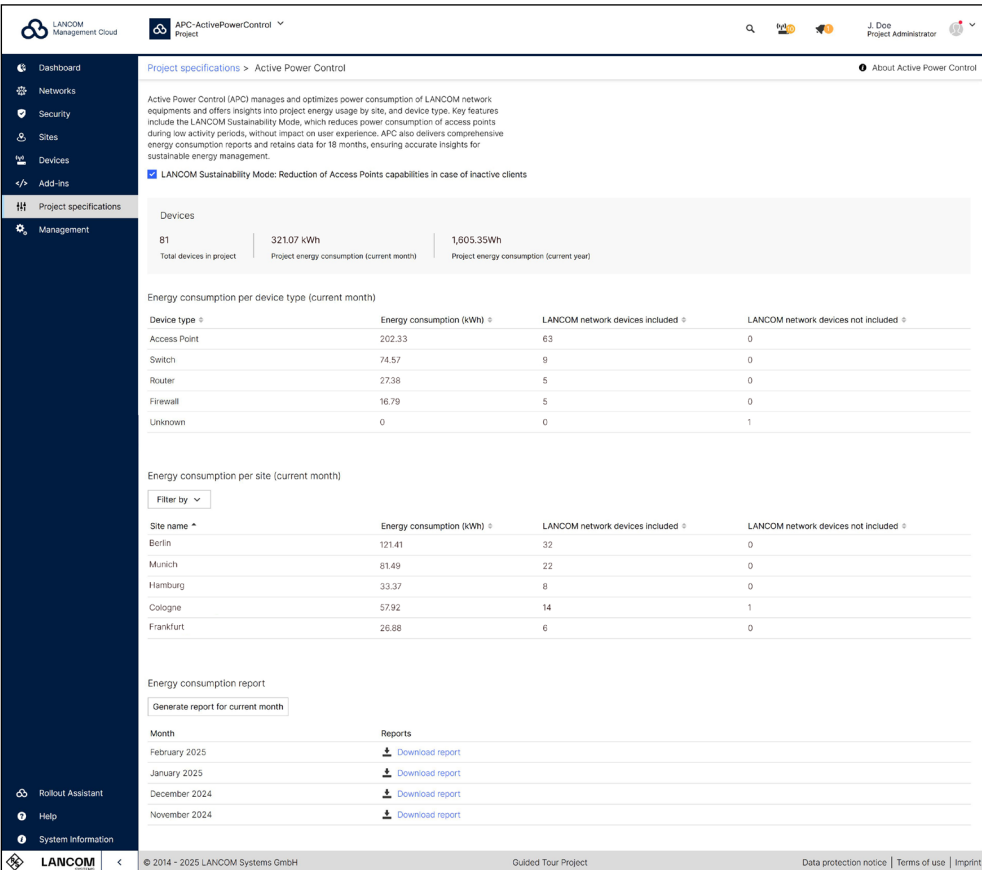 LANCOM
Management Cloud
APC-ActivePowerControl
Project
10
1
J. Doe
Project Administrator
Dashboard
Networks
Security
Sites
Devices
Add-ins
Project specifications
Management
Rollout Assistant
Help
System Information
LANCOM
SYSTEMS
Project specifications > Active Power Control
About Active Power Control
Active Power Control (APC) manages and optimizes power consumption of LANCOM network
equipments and offers insights into project energy usage by site, and device type. Key features
include the LANCOM Sustainability Mode, which reduces power consumption of access points
during low activity periods, without impact on user experience. APC also delivers comprehensive
energy consumption reports and retains data for 18 months, ensuring accurate insights for
sustainable energy management.
LANCOM Sustainability Mode: Reduction of Access Points capabilities in case of inactive clients
Devices
81 321.07 kWh 1,605.35Wh
Total devices in project Project energy consumption (current month) Project energy consumption (current year)
Energy consumption per device type (current month)
Device type Energy consumption (kWh) LANCOM network devices included LANCOM network devices not included
Access Point 202.33 63 0
Switch 74.57 9 0
Router 27.38 5 0
Firewall 16.79 5 0
Unknown 0 0 1
Energy consumption per site (current month)
Filter by
Site name Energy consumption (kWh) LANCOM network devices included LANCOM network devices not included
Berlin 121.41 32 0
Munich 81.49 22 0
Hamburg 33.37 8 0
Cologne 57.92 14 1
Frankfurt 26.88 6 0
Energy consumption report
Generate report for current month
Month Reports
February 2025 Download report
January 2025 Download report
December 2024 Download report
November 2024 Download report
© 2014 - 2025 LANCOM Systems GmbH Guided Tour Project Data protection notice | Terms of use | Imprint